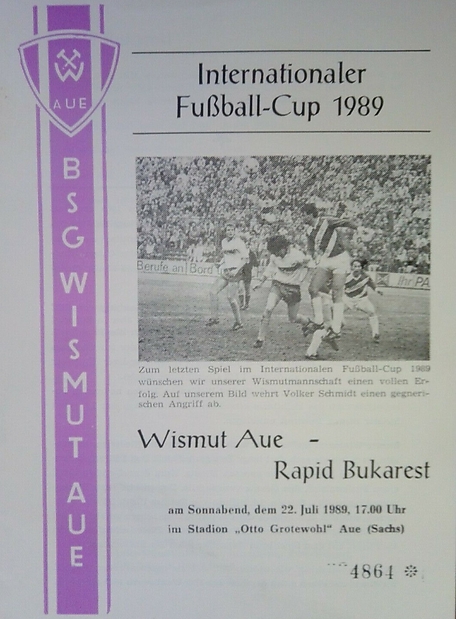 W
AUE
BSG WISMUT AUE
Internationaler
Fußball-Cup 1989
Berufe an Bord
ihr PA
Zum letzten Spiel im Internationalen Fußball-Cup 1989
wünschen wir unserer Wismutmannschaft einen vollen Er-
folg. Auf unserem Bild wehrt Volker Schmidt einen gegneri-
schen Angriff ab.
Wismut Aue -
Rapid Bukarest
am Sonnabend, dem 22. Juli 1989, 17.00 Uhr
im Stadion „Otto Grotewohl" Aue (Sachs)
4864 ❊